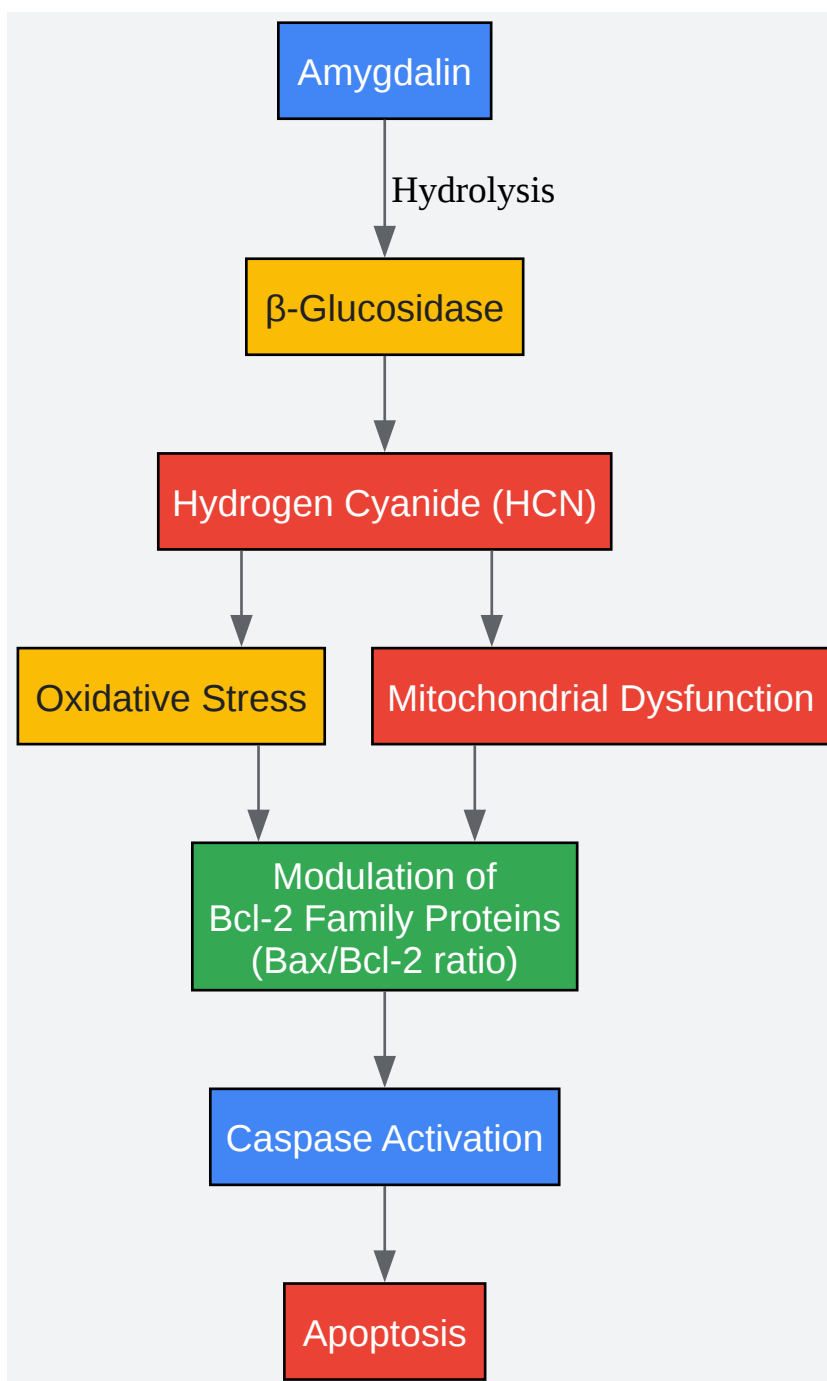 Amygdalin
Hydrolysis
β-Glucosidase
Hydrogen Cyanide (HCN)
Oxidative Stress
Mitochondrial Dysfunction
Modulation of
Bcl-2 Family Proteins
(Bax/Bcl-2 ratio)
Caspase Activation
Apoptosis